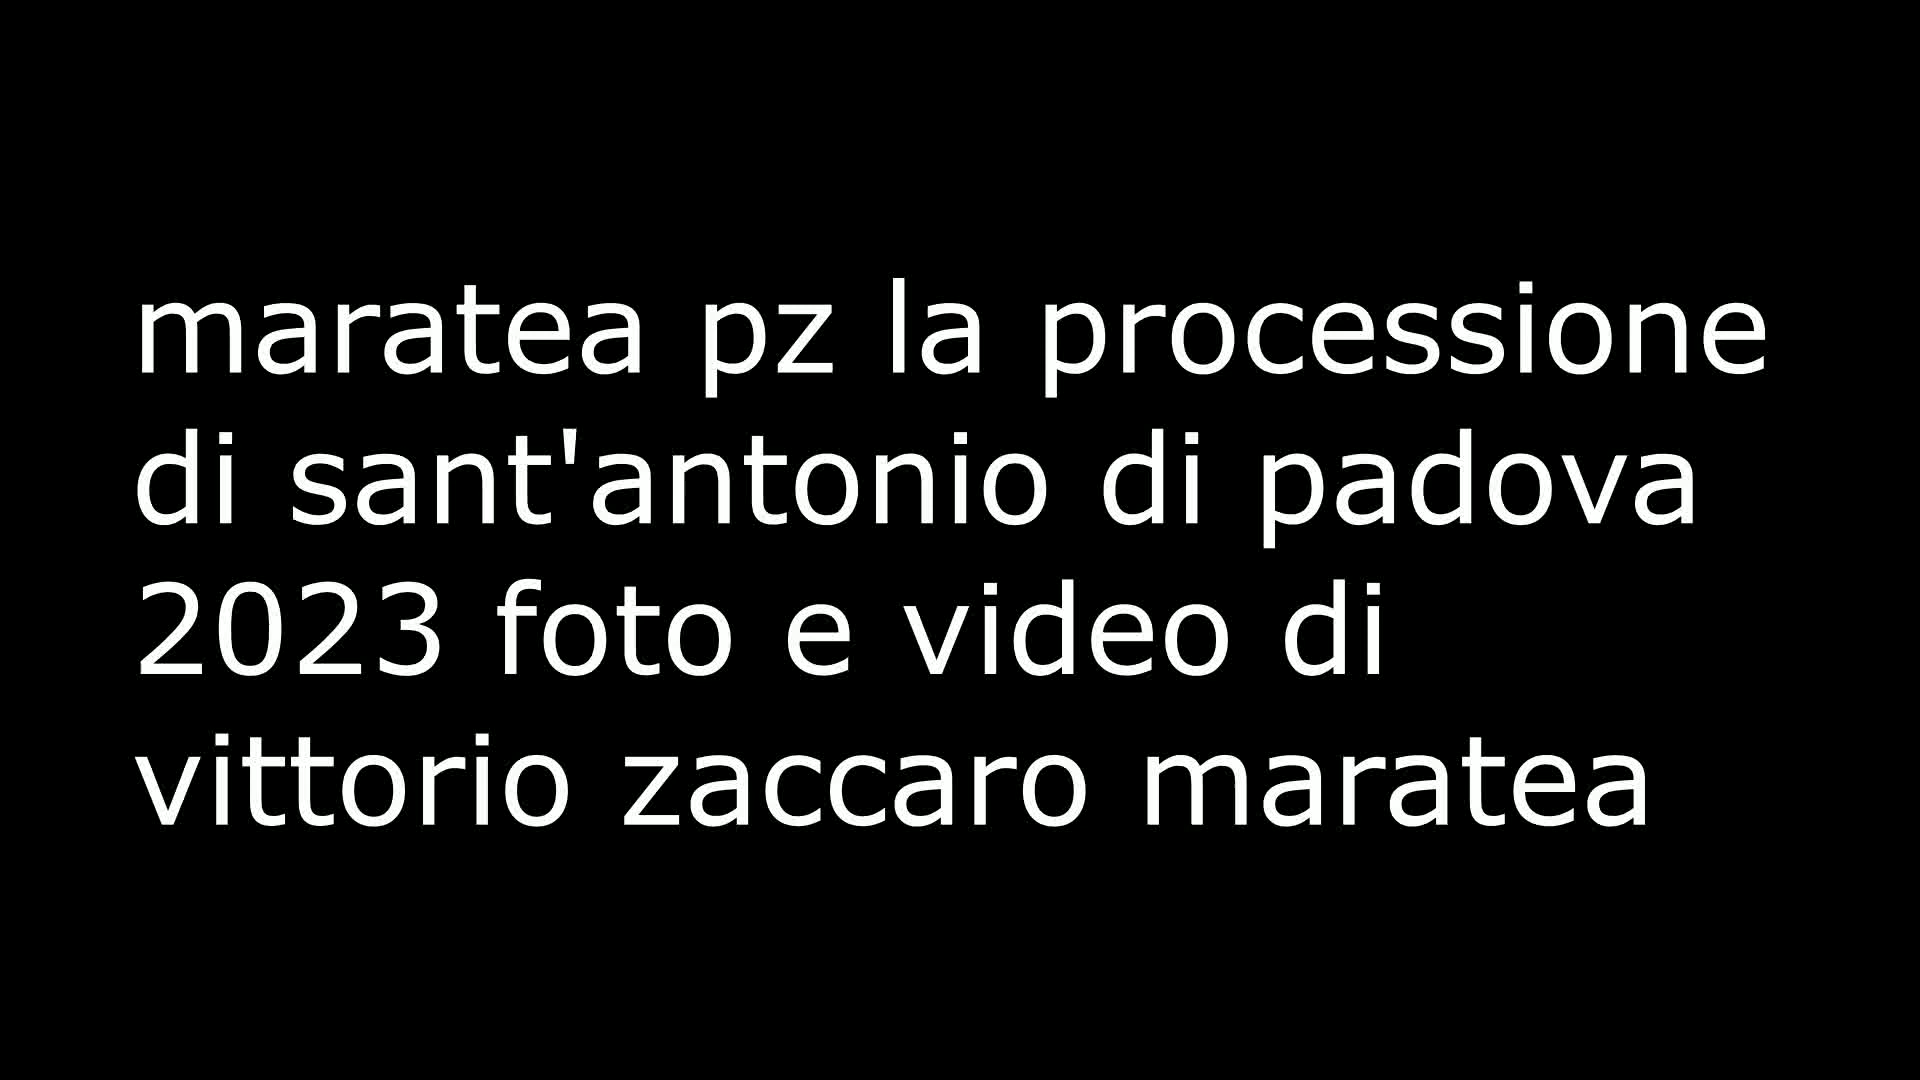 maratea pz la processione
di sant'antonio di padova
2023 foto e video di
vittorio zaccaro maratea